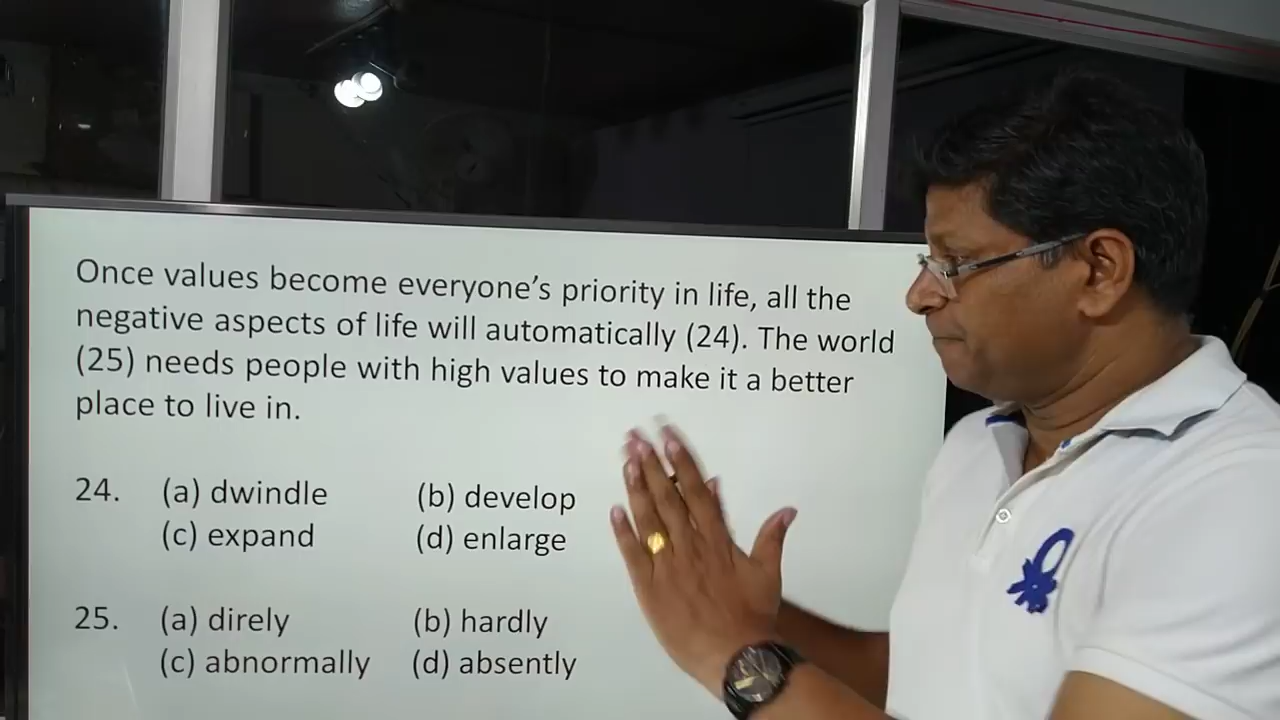 Once values become everyone’s priority in life, all the
negative aspects of life will automatically (24). The world
(25) needs people with high values to make it a better
place to live in.
24. (a) dwindle (b) develop
(c) expand (d) enlarge
25. (a) direly (b) hardly
(c) abnormally (d) absently